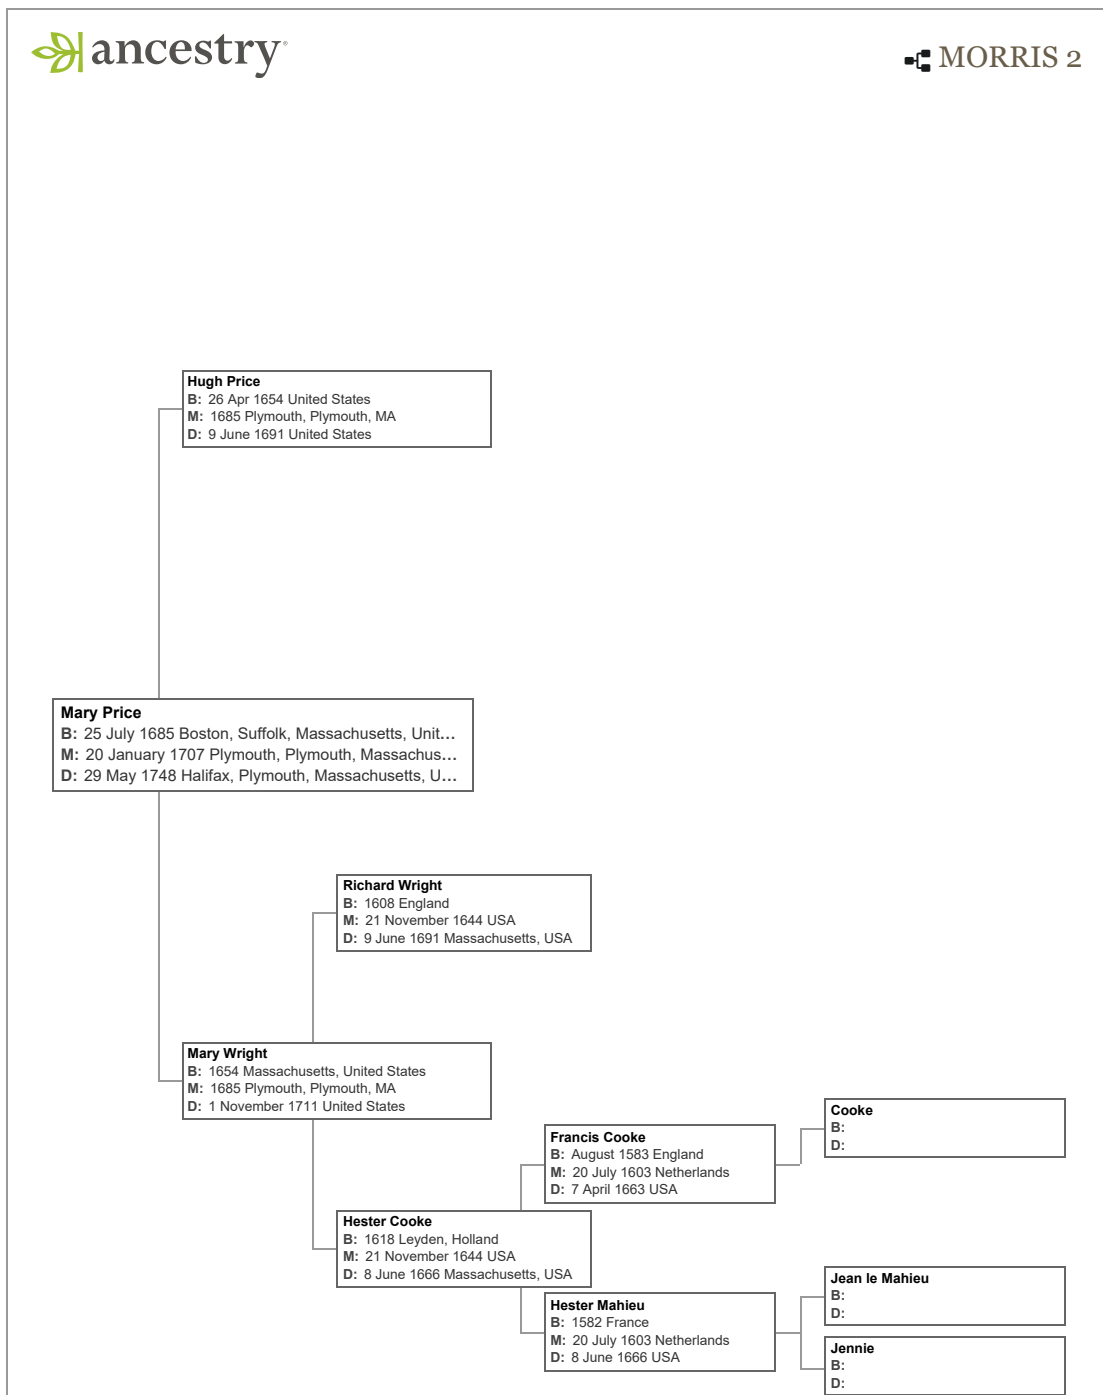 ancestry®
MORRIS 2
Hugh Price
B: 26 Apr 1654 United States
M: 1685 Plymouth, Plymouth, MA
D: 9 June 1691 United States
Mary Price
B: 25 July 1685 Boston, Suffolk, Massachusetts, Unit...
M: 20 January 1707 Plymouth, Plymouth, Massachus...
D: 29 May 1748 Halifax, Plymouth, Massachusetts, U...
Richard Wright
B: 1608 England
M: 21 November 1644 USA
D: 9 June 1691 Massachusetts, USA
Mary Wright
B: 1654 Massachusetts, United States
M: 1685 Plymouth, Plymouth, MA
D: 1 November 1711 United States
Cooke
B:
D:
Francis Cooke
B: August 1583 England
M: 20 July 1603 Netherlands
D: 7 April 1663 USA
Hester Cooke
B: 1618 Leyden, Holland
M: 21 November 1644 USA
D: 8 June 1666 Massachusetts, USA
Jean le Mahieu
B:
D:
Hester Mahieu
B: 1582 France
M: 20 July 1603 Netherlands
D: 8 June 1666 USA
Jennie
B:
D: